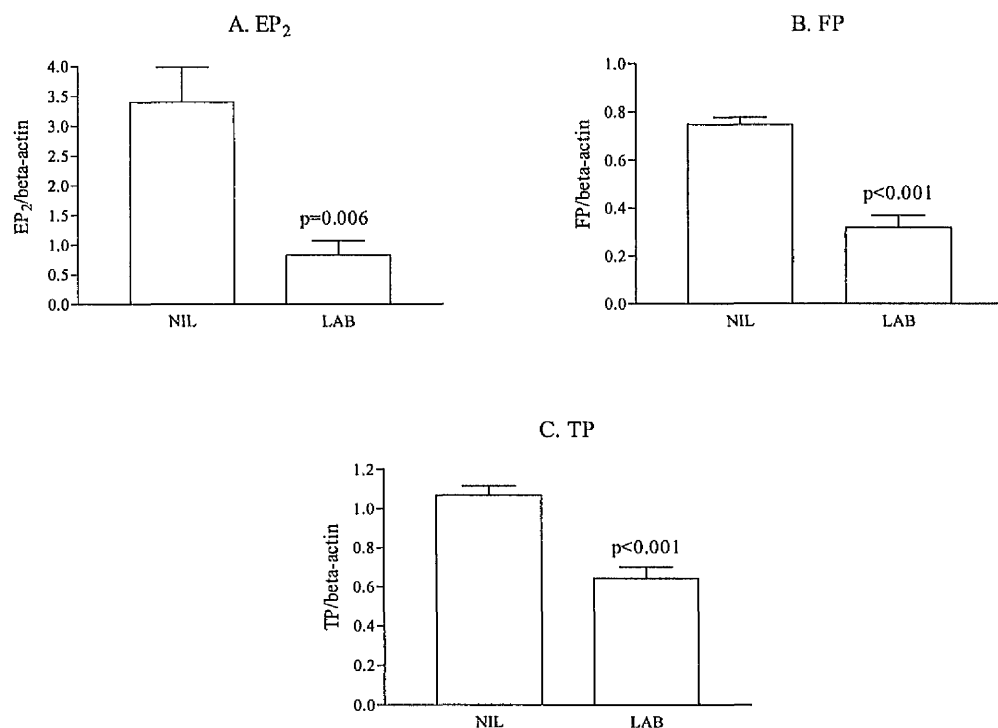 A. EP₂
EP₂/beta-actin
4.0
3.5
3.0
2.5
2.0
1.5
1.0
0.5
0.0
p=0.006
NIL LAB
B. FP
FP/beta-actin
1.0
0.8
0.6
0.4
0.2
0.0
p<0.001
NIL LAB
C. TP
TP/beta-actin
1.2
1.0
0.8
0.6
0.4
0.2
0.0
p<0.001
NIL LAB